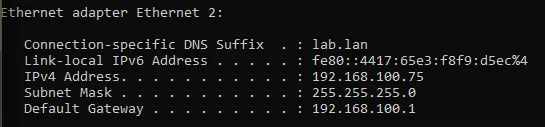 Ethernet adapter Ethernet 2:
Connection-specific DNS Suffix  . : lab.lan
Link-local IPv6 Address . . . . . : fe80::4417:65e3:f8f9:d5ec%4
IPv4 Address. . . . . . . . . . . : 192.168.100.75
Subnet Mask . . . . . . . . . . . : 255.255.255.0
Default Gateway . . . . . . . . . : 192.168.100.1